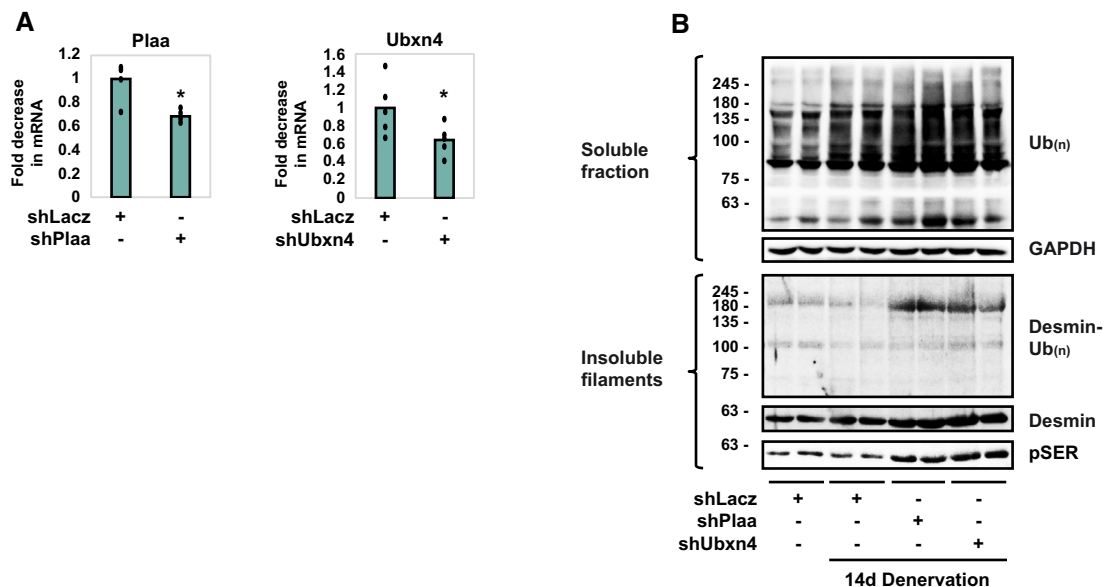 A
Plaa
Fold decrease
in mRNA
1.2
1
0.8
0.6
0.4
0.2
0
*
shLacz + -
shPlaa - +
Ubxn4
Fold decrease
in mRNA
1.6
1.4
1.2
1
0.8
0.6
0.4
0.2
0
*
shLacz + -
shUbxn4 - +
B
Soluble
fraction
245 -
180 -
135 -
100 -
75 -
63 -
Ub(n)
GAPDH
Insoluble
filaments
245 -
180 -
135 -
100 -
75 -
63 -
63 -
Desmin-
Ub(n)
Desmin
pSER
shLacz + + - -
shPlaa - - + -
shUbxn4 - - - +
14d Denervation